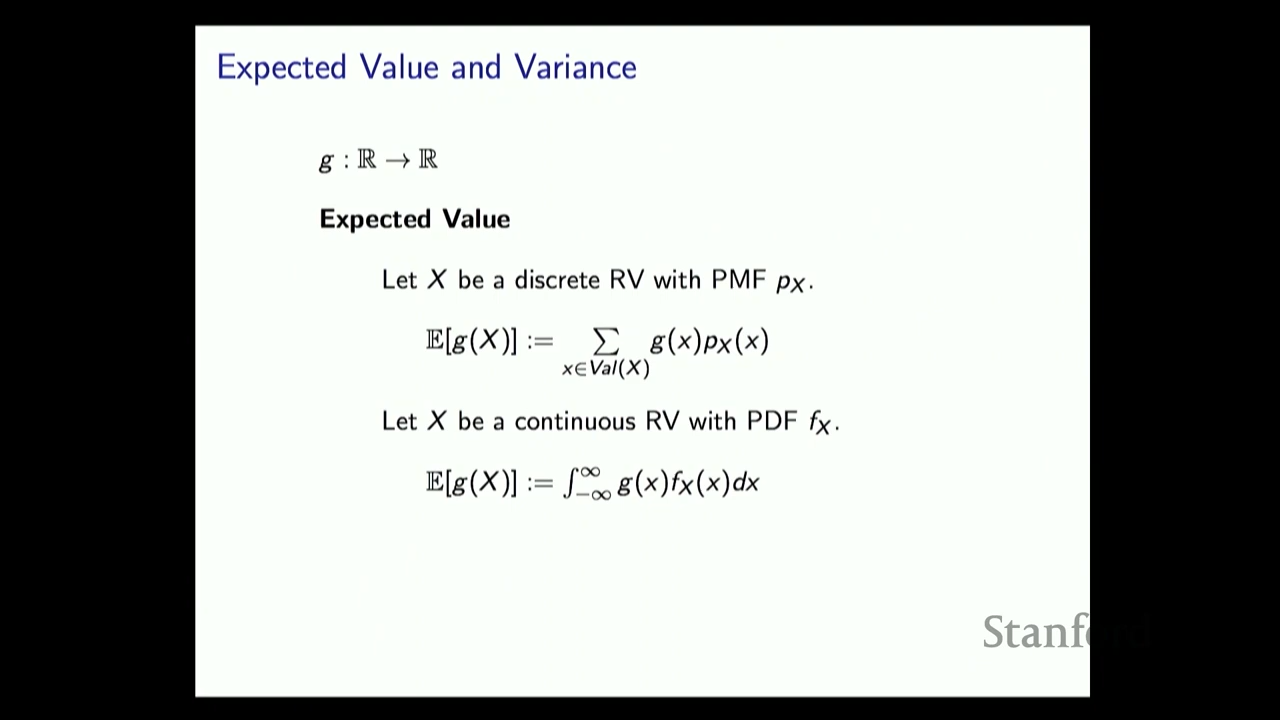 Expected Value and Variance
g : ℝ → ℝ
Expected Value
Let X be a discrete RV with PMF p_X.
𝔼[g(X)] := ∑_{x∈Val(X)} g(x)p_X(x)
Let X be a continuous RV with PDF f_X.
𝔼[g(X)] := ∫_{−∞}^{∞} g(x)f_X(x)dx
Stanford